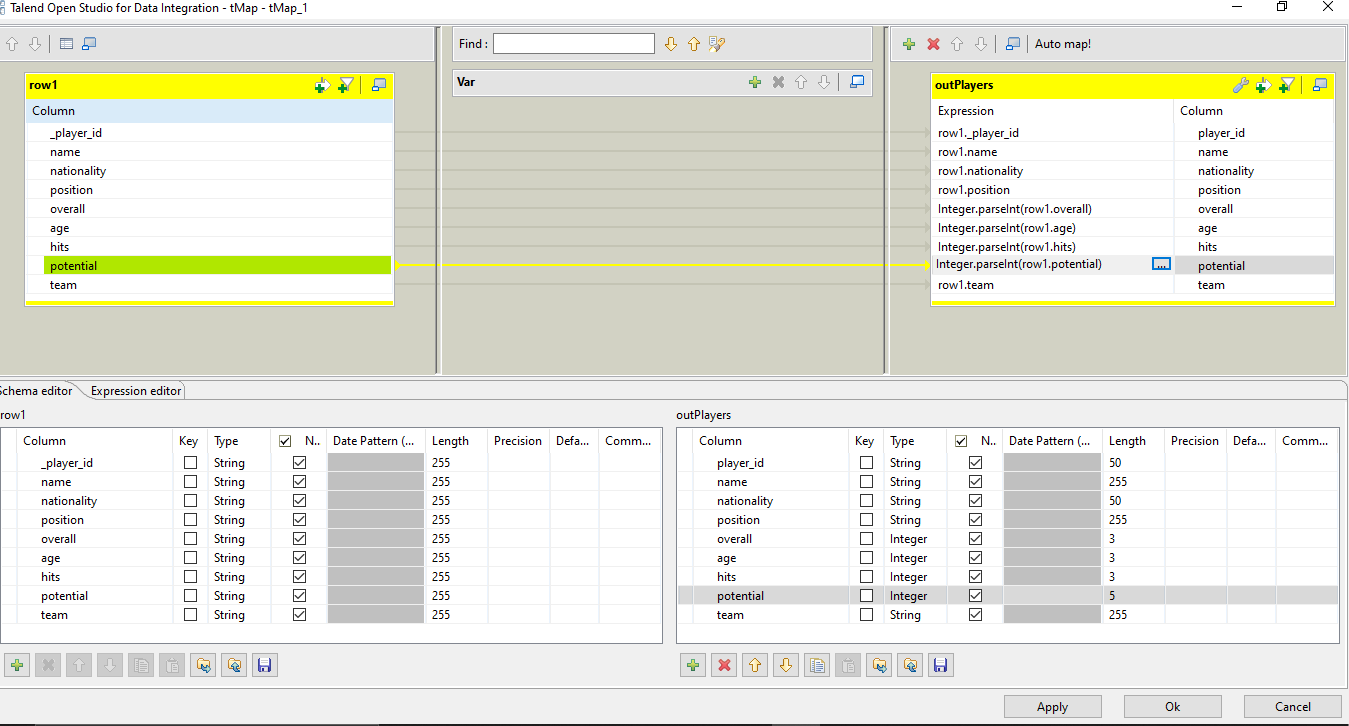 Talend Open Studio for Data Integration - tMap - tMap_1
Find :
Auto map!
row1
Column
_player_id
name
nationality
position
overall
age
hits
potential
team
Var
outPlayers
Expression Column
row1._player_id player_id
row1.name name
row1.nationality nationality
row1.position position
Integer.parseInt(row1.overall) overall
Integer.parseInt(row1.age) age
Integer.parseInt(row1.hits) hits
Integer.parseInt(row1.potential) ... potential
row1.team team
Schema editor Expression editor
row1
Column Key Type N.. Date Pattern (... Length Precision Defa... Comm...
_player_id String 255
name String 255
nationality String 255
position String 255
overall String 255
age String 255
hits String 255
potential String 255
team String 255
outPlayers
Column Key Type N.. Date Pattern (... Length Precision Defa... Comm...
player_id String 50
name String 255
nationality String 50
position String 255
overall Integer 3
age Integer 3
hits Integer 3
potential Integer 5
team String 255
Apply Ok Cancel